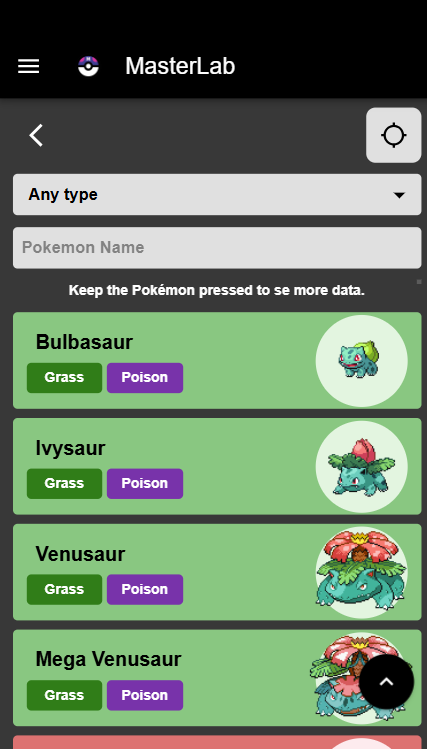 MasterLab
Any type
Pokemon Name
Keep the Pokémon pressed to se more data.
Bulbasaur
Grass Poison
Ivysaur
Grass Poison
Venusaur
Grass Poison
Mega Venusaur
Grass Poison